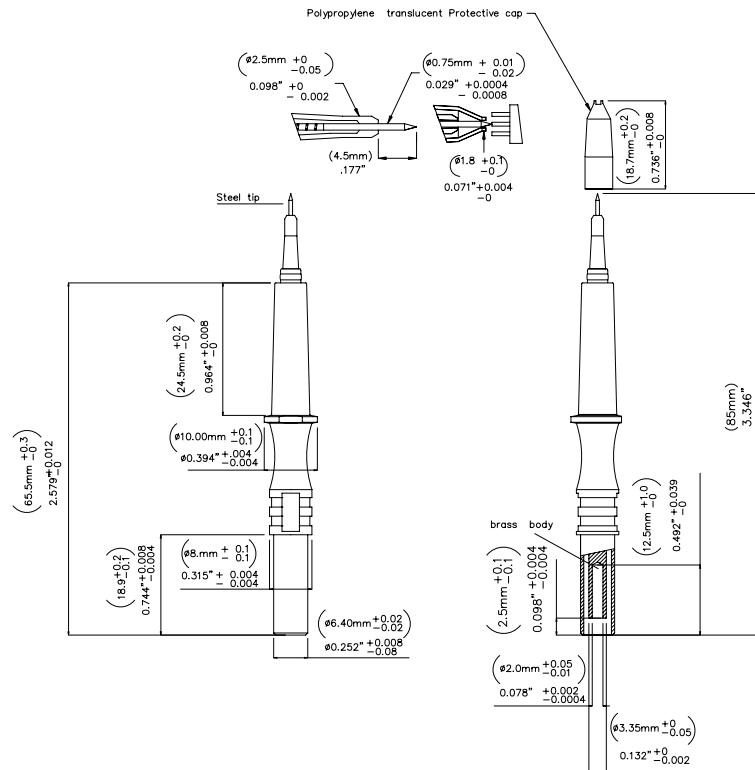 Polypropylene translucent Protective cap
(ø2.5mm +0 -0.05)
0.098" +0 - 0.002
(ø0.75mm + 0.01 - 0.02)
0.029" +0.0004 - 0.0008
(4.5mm)
.177"
(ø1.8 +0.1 -0)
0.071"+0.004 -0
(18.7mm+0.2 -0)
0.736"+0.008 -0
Steel tip
(24.5mm+0.2 -0)
0.964"+0.008 -0
(ø10.00mm +0.1 -0.1)
ø0.394"+.004 -0.004
(65.5mm+0.3 -0)
2.579"+0.012 -0
(18.9+0.2 -0.1)
0.744"+0.008 -0.004
(ø8.mm+ 0.1 - 0.1)
0.315"+ 0.004 - 0.004
(ø6.40mm+0.02 -0.02)
ø0.252"+0.008 -0.08
(85mm)
3.346"
(12.5mm+1.0 -0)
0.492"+0.039 -0
brass body
(2.5mm+0.1 -0.1)
0.098"+0.004 -0.004
(ø2.0mm+0.05 -0.01)
0.078" +0.002 -0.0004
(ø3.35mm+0 -0.05)
0.132"+0 -0.002